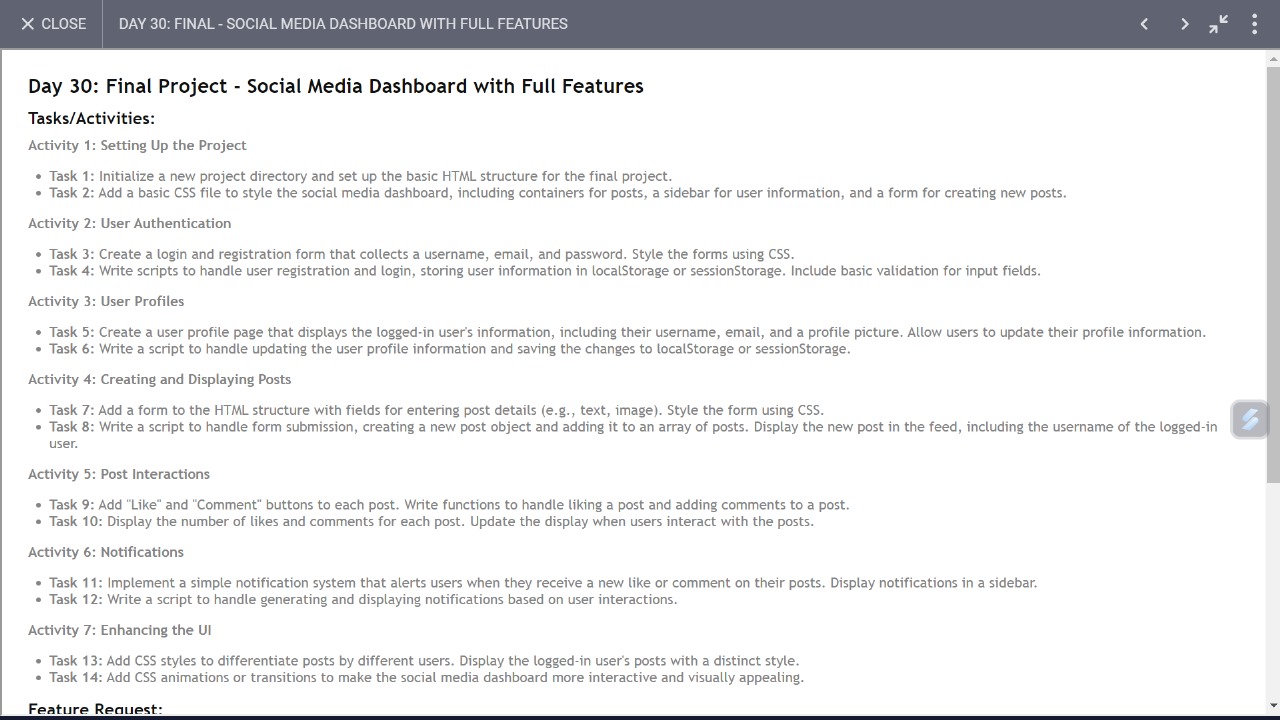 CLOSE DAY 30: FINAL - SOCIAL MEDIA DASHBOARD WITH FULL FEATURES
Day 30: Final Project - Social Media Dashboard with Full Features
Tasks/Activities:
Activity 1: Setting Up the Project
Task 1: Initialize a new project directory and set up the basic HTML structure for the final project.
Task 2: Add a basic CSS file to style the social media dashboard, including containers for posts, a sidebar for user information, and a form for creating new posts.
Activity 2: User Authentication
Task 3: Create a login and registration form that collects a username, email, and password. Style the forms using CSS.
Task 4: Write scripts to handle user registration and login, storing user information in localStorage or sessionStorage. Include basic validation for input fields.
Activity 3: User Profiles
Task 5: Create a user profile page that displays the logged-in user's information, including their username, email, and a profile picture. Allow users to update their profile information.
Task 6: Write a script to handle updating the user profile information and saving the changes to localStorage or sessionStorage.
Activity 4: Creating and Displaying Posts
Task 7: Add a form to the HTML structure with fields for entering post details (e.g., text, image). Style the form using CSS.
Task 8: Write a script to handle form submission, creating a new post object and adding it to an array of posts. Display the new post in the feed, including the username of the logged-in
user.
Activity 5: Post Interactions
Task 9: Add "Like" and "Comment" buttons to each post. Write functions to handle liking a post and adding comments to a post.
Task 10: Display the number of likes and comments for each post. Update the display when users interact with the posts.
Activity 6: Notifications
Task 11: Implement a simple notification system that alerts users when they receive a new like or comment on their posts. Display notifications in a sidebar.
Task 12: Write a script to handle generating and displaying notifications based on user interactions.
Activity 7: Enhancing the UI
Task 13: Add CSS styles to differentiate posts by different users. Display the logged-in user's posts with a distinct style.
Task 14: Add CSS animations or transitions to make the social media dashboard more interactive and visually appealing.
Feature Request: